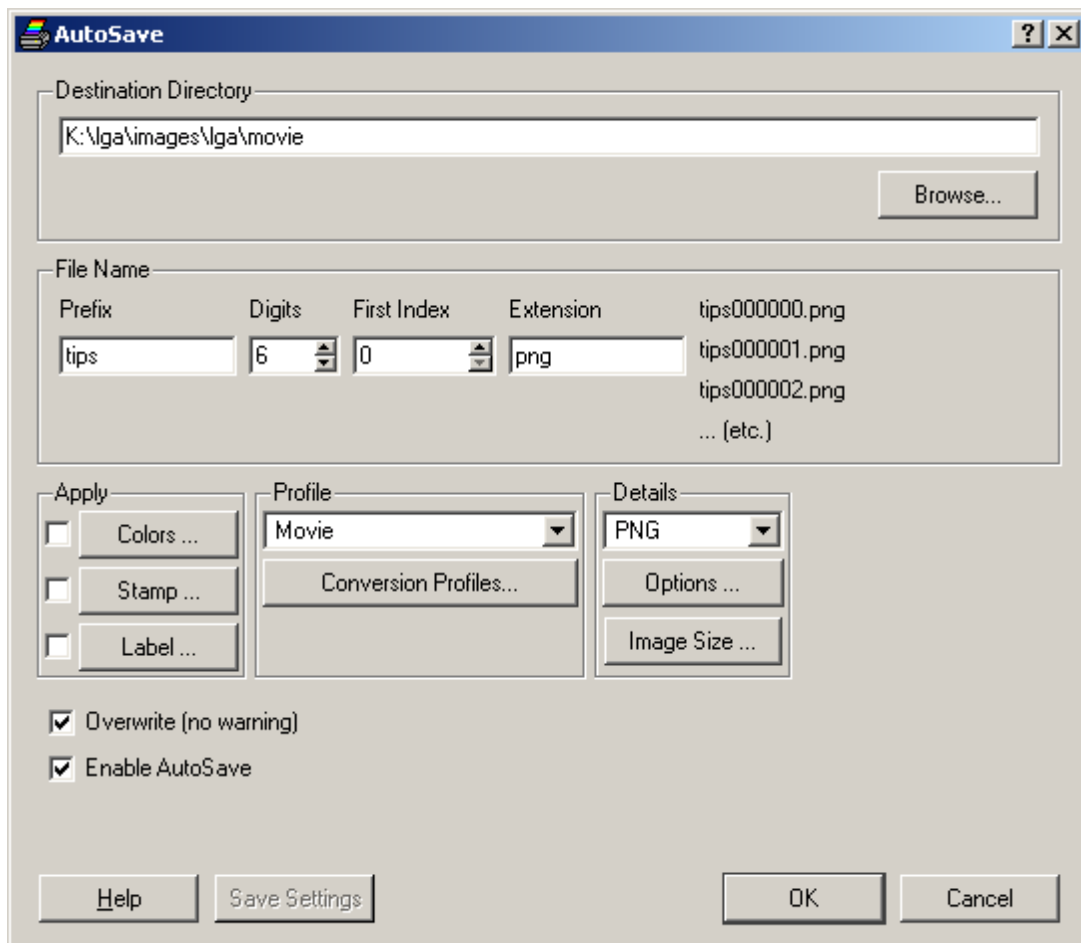 AutoSave
Destination Directory
K:\lga\images\lga\movie
Browse...
File Name
Prefix Digits First Index Extension tips000000.png
tips 6 0 png tips000001.png
tips000002.png
... (etc.)
Apply Profile Details
Colors ... Movie PNG
Stamp ... Conversion Profiles... Options ...
Label ... Image Size ...
Overwrite (no warning)
Enable AutoSave
Help Save Settings OK Cancel